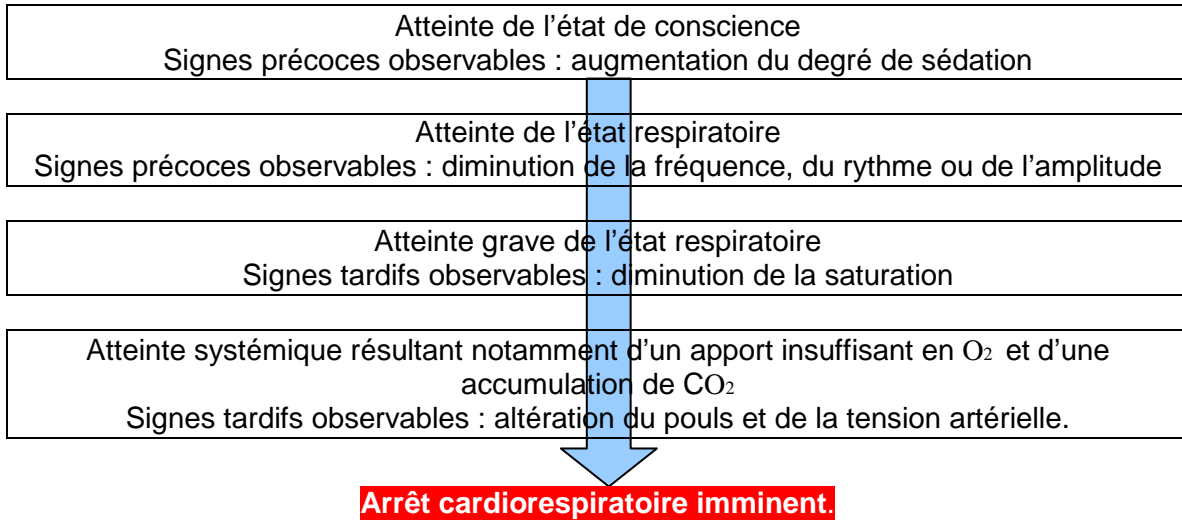 Atteinte de l’état de conscience
Signes précoces observables : augmentation du degré de sédation
Atteinte de l’état respiratoire
Signes précoces observables : diminution de la fréquence, du rythme ou de l’amplitude
Atteinte grave de l’état respiratoire
Signes tardifs observables : diminution de la saturation
Atteinte systémique résultant notamment d’un apport insuffisant en O₂ et d’une
accumulation de CO₂
Signes tardifs observables : altération du pouls et de la tension artérielle.
Arrêt cardiorespiratoire imminent.